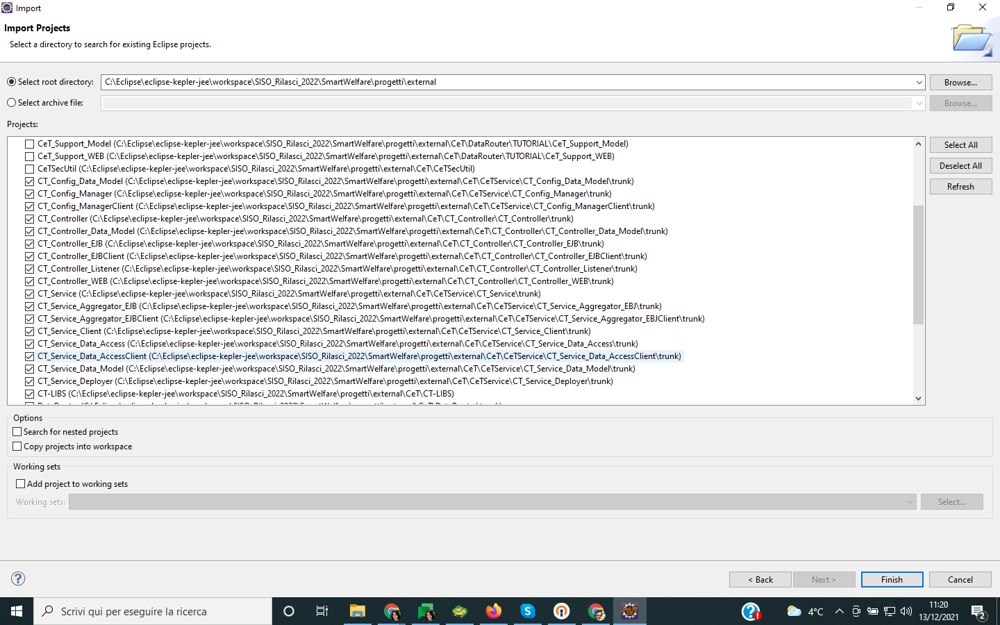 Import
Import Projects
Select a directory to search for existing Eclipse projects.
Select root directory:
C:\Eclipse\eclipse-kepler-jee\workspace\SISO_Rilasci_2022\SmartWelfare\progetti\external
Browse...
Select archive file:
Browse...
Projects:
CeT_Support_Model (C:\Eclipse\eclipse-kepler-jee\workspace\SISO_Rilasci_2022\SmartWelfare\progetti\external\CeT\DataRouter\TUTORIAL\CeT_Support_Model)
CeT_Support_WEB (C:\Eclipse\eclipse-kepler-jee\workspace\SISO_Rilasci_2022\SmartWelfare\progetti\external\CeT\DataRouter\TUTORIAL\CeT_Support_WEB)
CeTSecUtil (C:\Eclipse\eclipse-kepler-jee\workspace\SISO_Rilasci_2022\SmartWelfare\progetti\external\CeT\CeTSecUtil)
CT_Config_Data_Model (C:\Eclipse\eclipse-kepler-jee\workspace\SISO_Rilasci_2022\SmartWelfare\progetti\external\CeT\CeTService\CT_Config_Data_Model\trunk)
CT_Config_Manager (C:\Eclipse\eclipse-kepler-jee\workspace\SISO_Rilasci_2022\SmartWelfare\progetti\external\CeT\CeTService\CT_Config_Manager\trunk)
CT_Config_ManagerClient (C:\Eclipse\eclipse-kepler-jee\workspace\SISO_Rilasci_2022\SmartWelfare\progetti\external\CeT\CeTService\CT_Config_ManagerClient\trunk)
CT_Controller (C:\Eclipse\eclipse-kepler-jee\workspace\SISO_Rilasci_2022\SmartWelfare\progetti\external\CeT\CT_Controller\CT_Controller\trunk)
CT_Controller_Data_Model (C:\Eclipse\eclipse-kepler-jee\workspace\SISO_Rilasci_2022\SmartWelfare\progetti\external\CeT\CT_Controller\CT_Controller_Data_Model\trunk)
CT_Controller_EJB (C:\Eclipse\eclipse-kepler-jee\workspace\SISO_Rilasci_2022\SmartWelfare\progetti\external\CeT\CT_Controller\CT_Controller_EJB\trunk)
CT_Controller_EJBClient (C:\Eclipse\eclipse-kepler-jee\workspace\SISO_Rilasci_2022\SmartWelfare\progetti\external\CeT\CT_Controller\CT_Controller_EJBClient\trunk)
CT_Controller_Listener (C:\Eclipse\eclipse-kepler-jee\workspace\SISO_Rilasci_2022\SmartWelfare\progetti\external\CeT\CT_Controller\CT_Controller_Listener\trunk)
CT_Controller_WEB (C:\Eclipse\eclipse-kepler-jee\workspace\SISO_Rilasci_2022\SmartWelfare\progetti\external\CeT\CT_Controller\CT_Controller_WEB\trunk)
CT_Service (C:\Eclipse\eclipse-kepler-jee\workspace\SISO_Rilasci_2022\SmartWelfare\progetti\external\CeT\CeTService\CT_Service\trunk)
CT_Service_Aggregator_EJB (C:\Eclipse\eclipse-kepler-jee\workspace\SISO_Rilasci_2022\SmartWelfare\progetti\external\CeT\CeTService\CT_Service_Aggregator_EBJ\trunk)
CT_Service_Aggregator_EJBClient (C:\Eclipse\eclipse-kepler-jee\workspace\SISO_Rilasci_2022\SmartWelfare\progetti\external\CeT\CeTService\CT_Service_Aggregator_EBJClient\trunk)
CT_Service_Client (C:\Eclipse\eclipse-kepler-jee\workspace\SISO_Rilasci_2022\SmartWelfare\progetti\external\CeT\CeTService\CT_Service_Client\trunk)
CT_Service_Data_Access (C:\Eclipse\eclipse-kepler-jee\workspace\SISO_Rilasci_2022\SmartWelfare\progetti\external\CeT\CeTService\CT_Service_Data_Access\trunk)
CT_Service_Data_AccessClient (C:\Eclipse\eclipse-kepler-jee\workspace\SISO_Rilasci_2022\SmartWelfare\progetti\external\CeT\CeTService\CT_Service_Data_AccessClient\trunk)
CT_Service_Data_Model (C:\Eclipse\eclipse-kepler-jee\workspace\SISO_Rilasci_2022\SmartWelfare\progetti\external\CeT\CeTService\CT_Service_Data_Model\trunk)
CT_Service_Deployer (C:\Eclipse\eclipse-kepler-jee\workspace\SISO_Rilasci_2022\SmartWelfare\progetti\external\CeT\CeTService\CT_Service_Deployer\trunk)
CT-LIBS (C:\Eclipse\eclipse-kepler-jee\workspace\SISO_Rilasci_2022\SmartWelfare\progetti\external\CeT\CT-LIBS)
Select All
Deselect All
Refresh
Options
Search for nested projects
Copy projects into workspace
Working sets
Add project to working sets
Working sets:
Select...
?
< Back
Next >
Finish
Cancel
Scrivi qui per eseguire la ricerca
4°C
11:20
13/12/2021
2